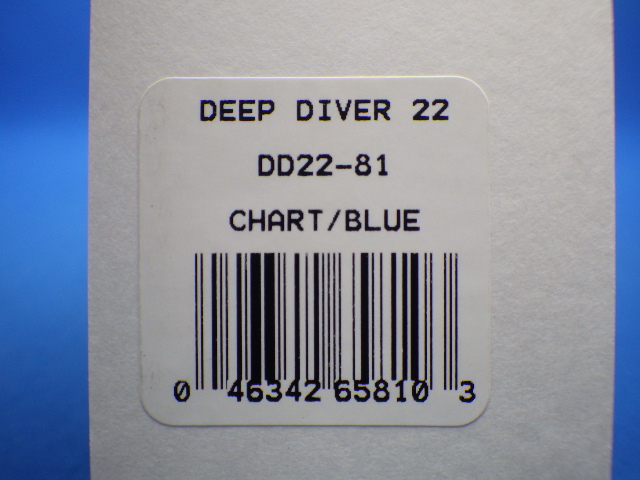 DEEP DIVER 22
DD22-81
CHART/BLUE
0 46342 65810 3